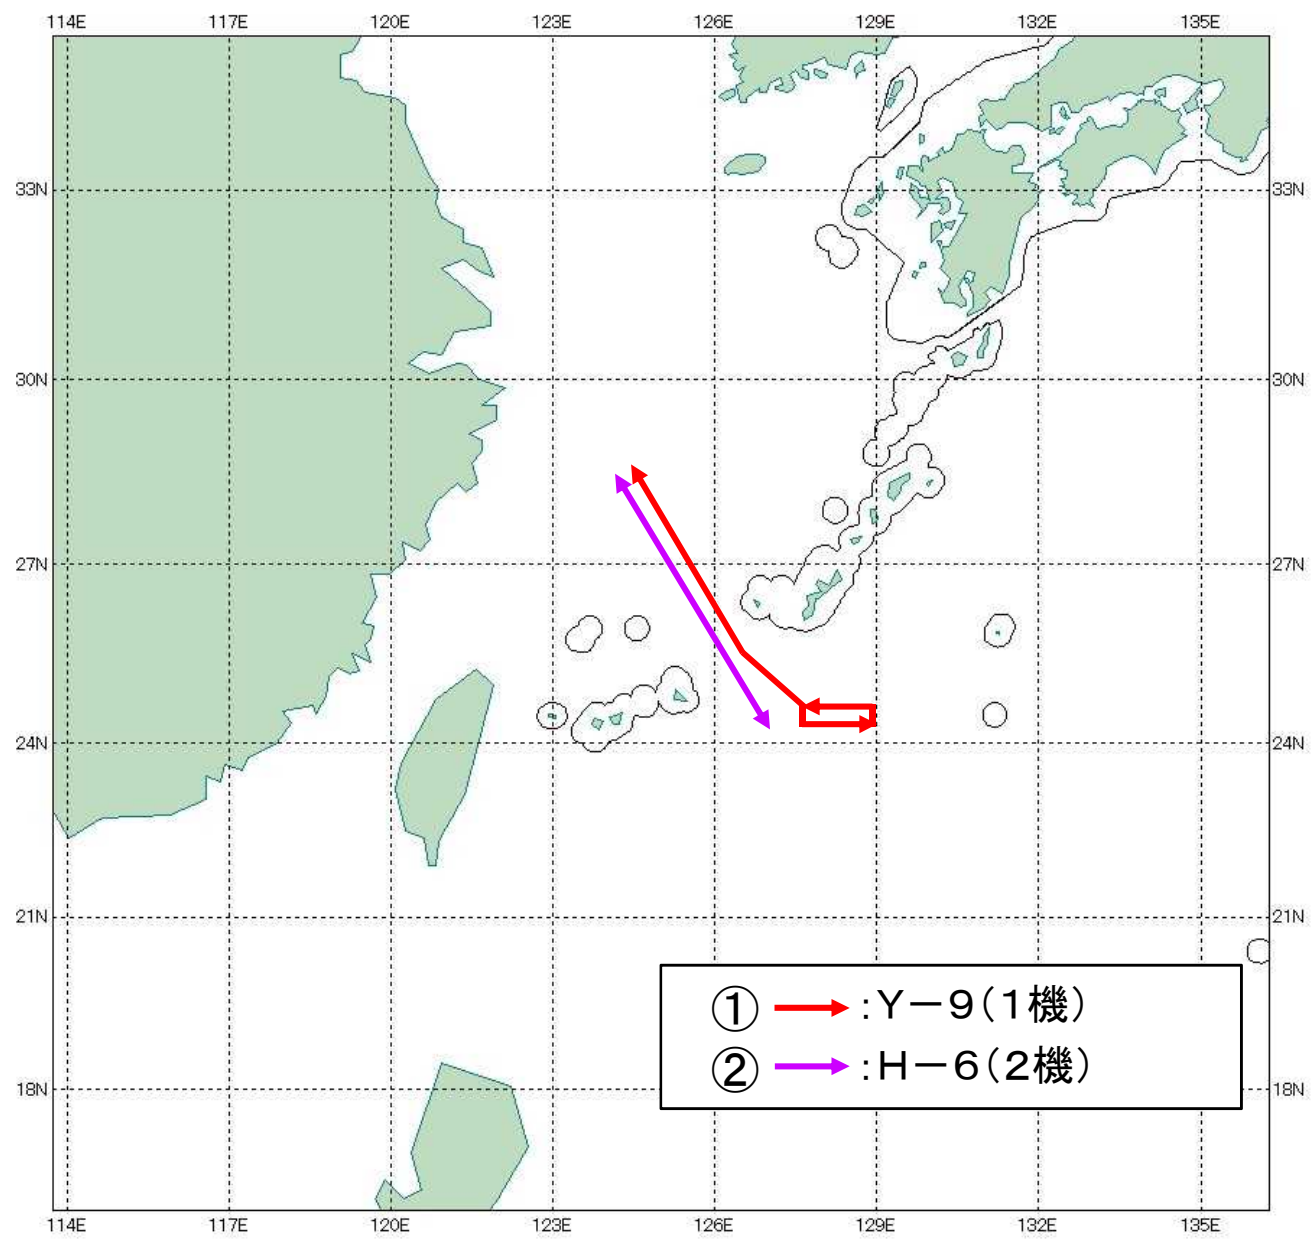 114E 117E 120E 123E 126E 129E 132E 135E
33N 33N
30N 30N
27N 27N
24N 24N
21N 21N
① :Y－9(1機)
② :H－6(2機)
18N 18N
114E 117E 120E 123E 126E 129E 132E 135E